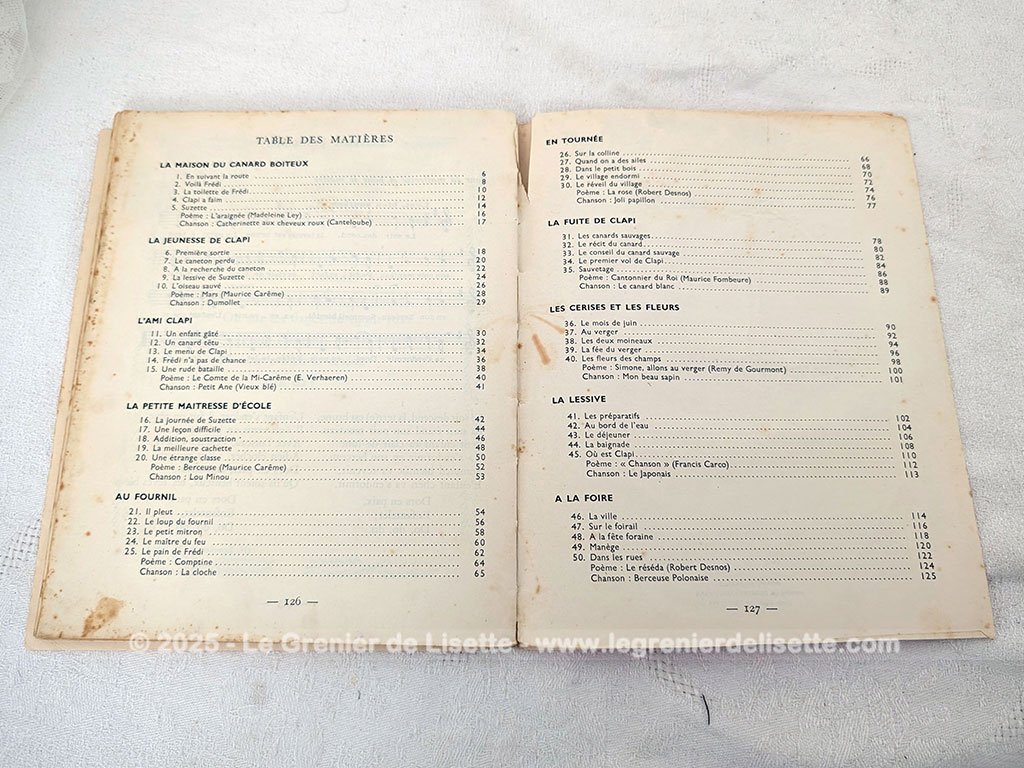 TABLE DES MATIÈRES
LA MAISON DU CANARD BOITEUX
1. En suivant la route 6
2. Voilà Frédi 8
3. La toilette de Frédi 10
4. Clapi a faim 12
5. Suzette 14
Poème : L'araignée (Madeleine Ley) 16
Chanson : Catherinette aux cheveux roux (Canteloube) 17
LA JEUNESSE DE CLAPI
6. Première sortie 18
7. Le caneton perdu 20
8. A la recherche du caneton 22
9. La lessive de Suzette 24
10. L'oiseau sauvé 26
Poème : Mars (Maurice Carême) 28
Chanson : Dumollet 29
L'AMI CLAPI
11. Un enfant gâté 30
12. Un canard têtu 32
13. Le menu de Clapi 34
14. Frédi n'a pas de chance 36
15. Une rude bataille 38
Poème : Le Comte de la Mi-Carême (E. Verhaeren) 40
Chanson : Petit Ane (Vieux blé) 41
LA PETITE MAITRESSE D'ÉCOLE
16. La journée de Suzette 42
17. Une leçon difficile 44
18. Addition, soustraction 46
19. La meilleure cachette 48
20. Une étrange classe 50
Poème : Berceuse (Maurice Carême) 52
Chanson : Lou Minou 53
AU FOURNIL
21. Il pleut 54
22. Le loup du fournil 56
23. Le petit mitron 58
24. Le maître du feu 60
25. Le pain de Frédi 62
Poème : Comptine 64
Chanson : La cloche 65
— 126 —
EN TOURNÉE
26. Sur la colline 66
27. Quand on a des ailes 68
28. Dans le petit bois 70
29. Le village endormi 72
30. Le réveil du village 74
Poème : La rose (Robert Desnos) 76
Chanson : Joli papillon 77
LA FUITE DE CLAPI
31. Les canards sauvages 78
32. Le récit du canard 80
33. Le conseil du canard sauvage 82
34. Le premier vol de Clapi 84
35. Sauvetage 86
Poème : Cantonnier du Roi (Maurice Fombeure) 88
Chanson : Le canard blanc 89
LES CERISES ET LES FLEURS
36. Le mois de juin 90
37. Au verger 92
38. Les deux moineaux 94
39. La fée du verger 96
40. Les fleurs des champs 98
Poème : Simone, allons au verger (Remy de Gourmont) 100
Chanson : Mon beau sapin 101
LA LESSIVE
41. Les préparatifs 102
42. Au bord de l'eau 104
43. Le déjeuner 106
44. La baignade 108
45. Où est Clapi 110
Poème : « Chanson » (Francis Carco) 112
Chanson : Le Japonais 113
A LA FOIRE
46. La ville 114
47. Sur le foirail 116
48. A la fête foraine 118
49. Manège 120
50. Dans les rues 122
Poème : Le réséda (Robert Desnos) 124
Chanson : Berceuse Polonaise 125
— 127 —
© 2025 - Le Grenier de Lisette - www.legrenierdelisette.com